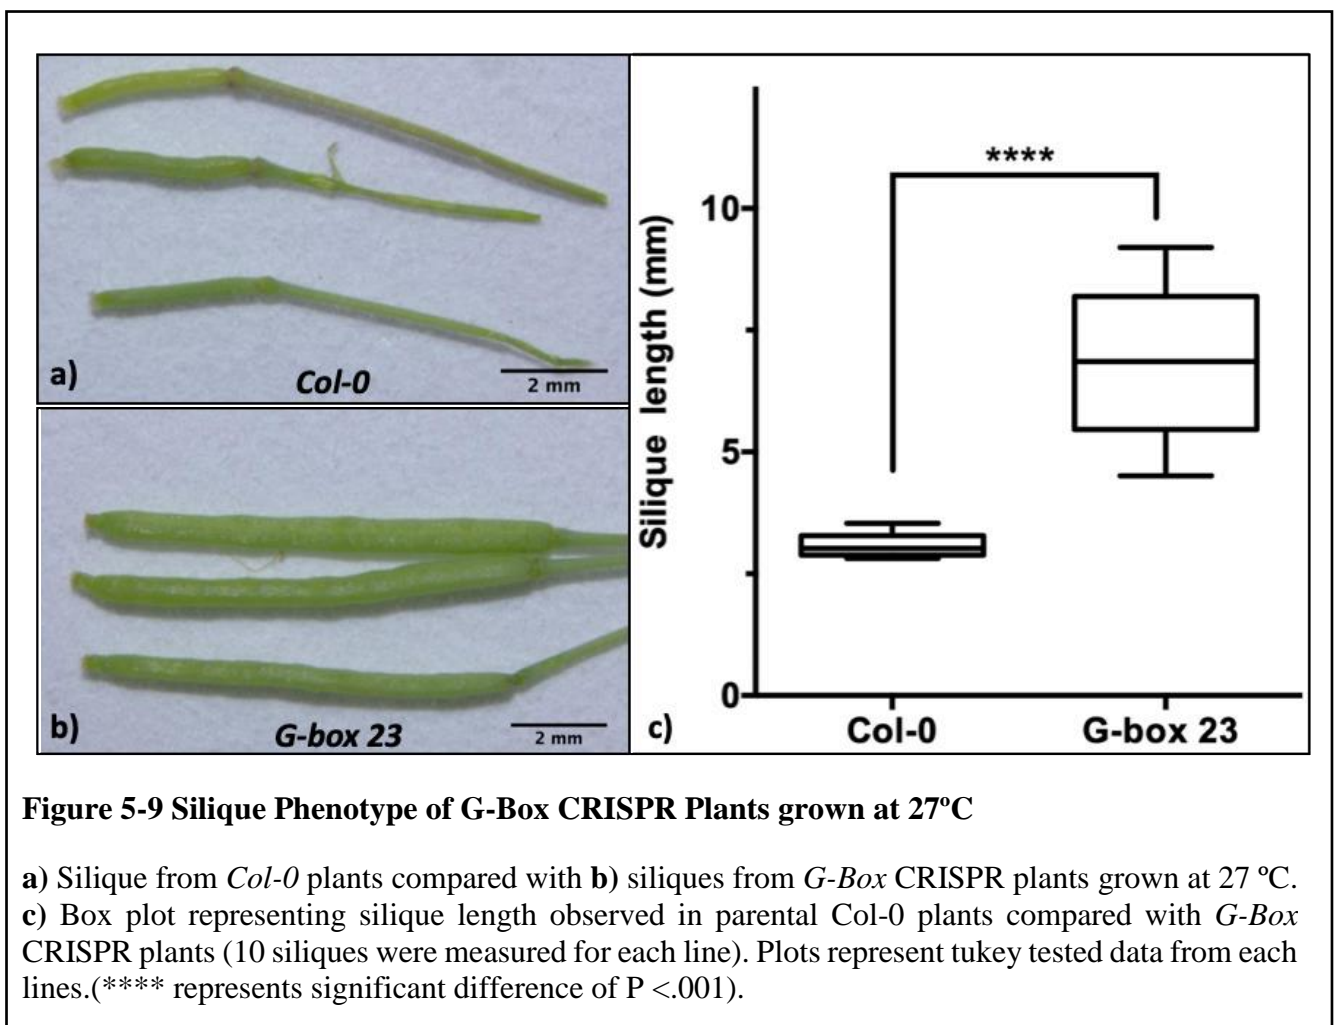 a)
Col-0
2 mm
b)
G-box 23
2 mm
c)
Silique length (mm)
10
5
0
****
Col-0
G-box 23
Figure 5-9 Silique Phenotype of G-Box CRISPR Plants grown at 27ºC
a) Silique from Col-0 plants compared with b) siliques from G-Box CRISPR plants grown at 27 ºC.
c) Box plot representing silique length observed in parental Col-0 plants compared with G-Box
CRISPR plants (10 siliques were measured for each line). Plots represent tukey tested data from each
lines.(**** represents significant difference of P <.001).